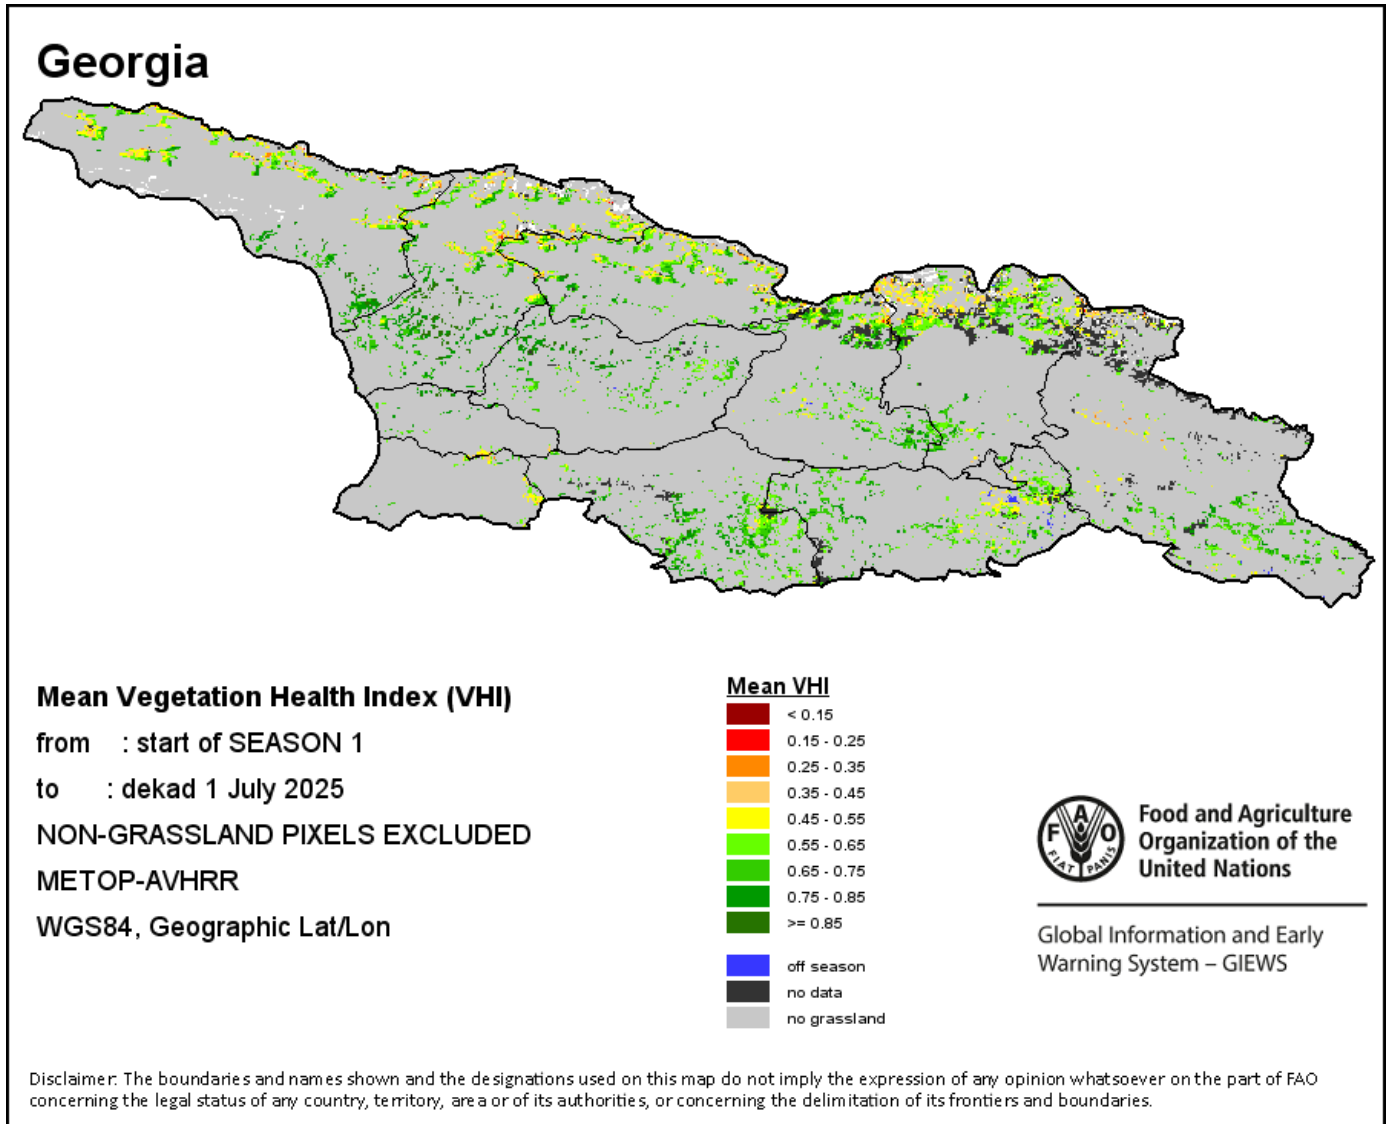 Georgia
Mean Vegetation Health Index (VHI)
from : start of SEASON 1
to : dekad 1 July 2025
NON-GRASSLAND PIXELS EXCLUDED
METOP-AVHRR
WGS84, Geographic Lat/Lon
Mean VHI
< 0.15
0.15 - 0.25
0.25 - 0.35
0.35 - 0.45
0.45 - 0.55
0.55 - 0.65
0.65 - 0.75
0.75 - 0.85
>= 0.85
off season
no data
no grassland
F A O
FIAT PANIS
Food and Agriculture
Organization of the
United Nations
Global Information and Early
Warning System – GIEWS
Disclaimer: The boundaries and names shown and the designations used on this map do not imply the expression of any opinion whatsoever on the part of FAO
concerning the legal status of any country, territory, area or of its authorities, or concerning the delimitation of its frontiers and boundaries.